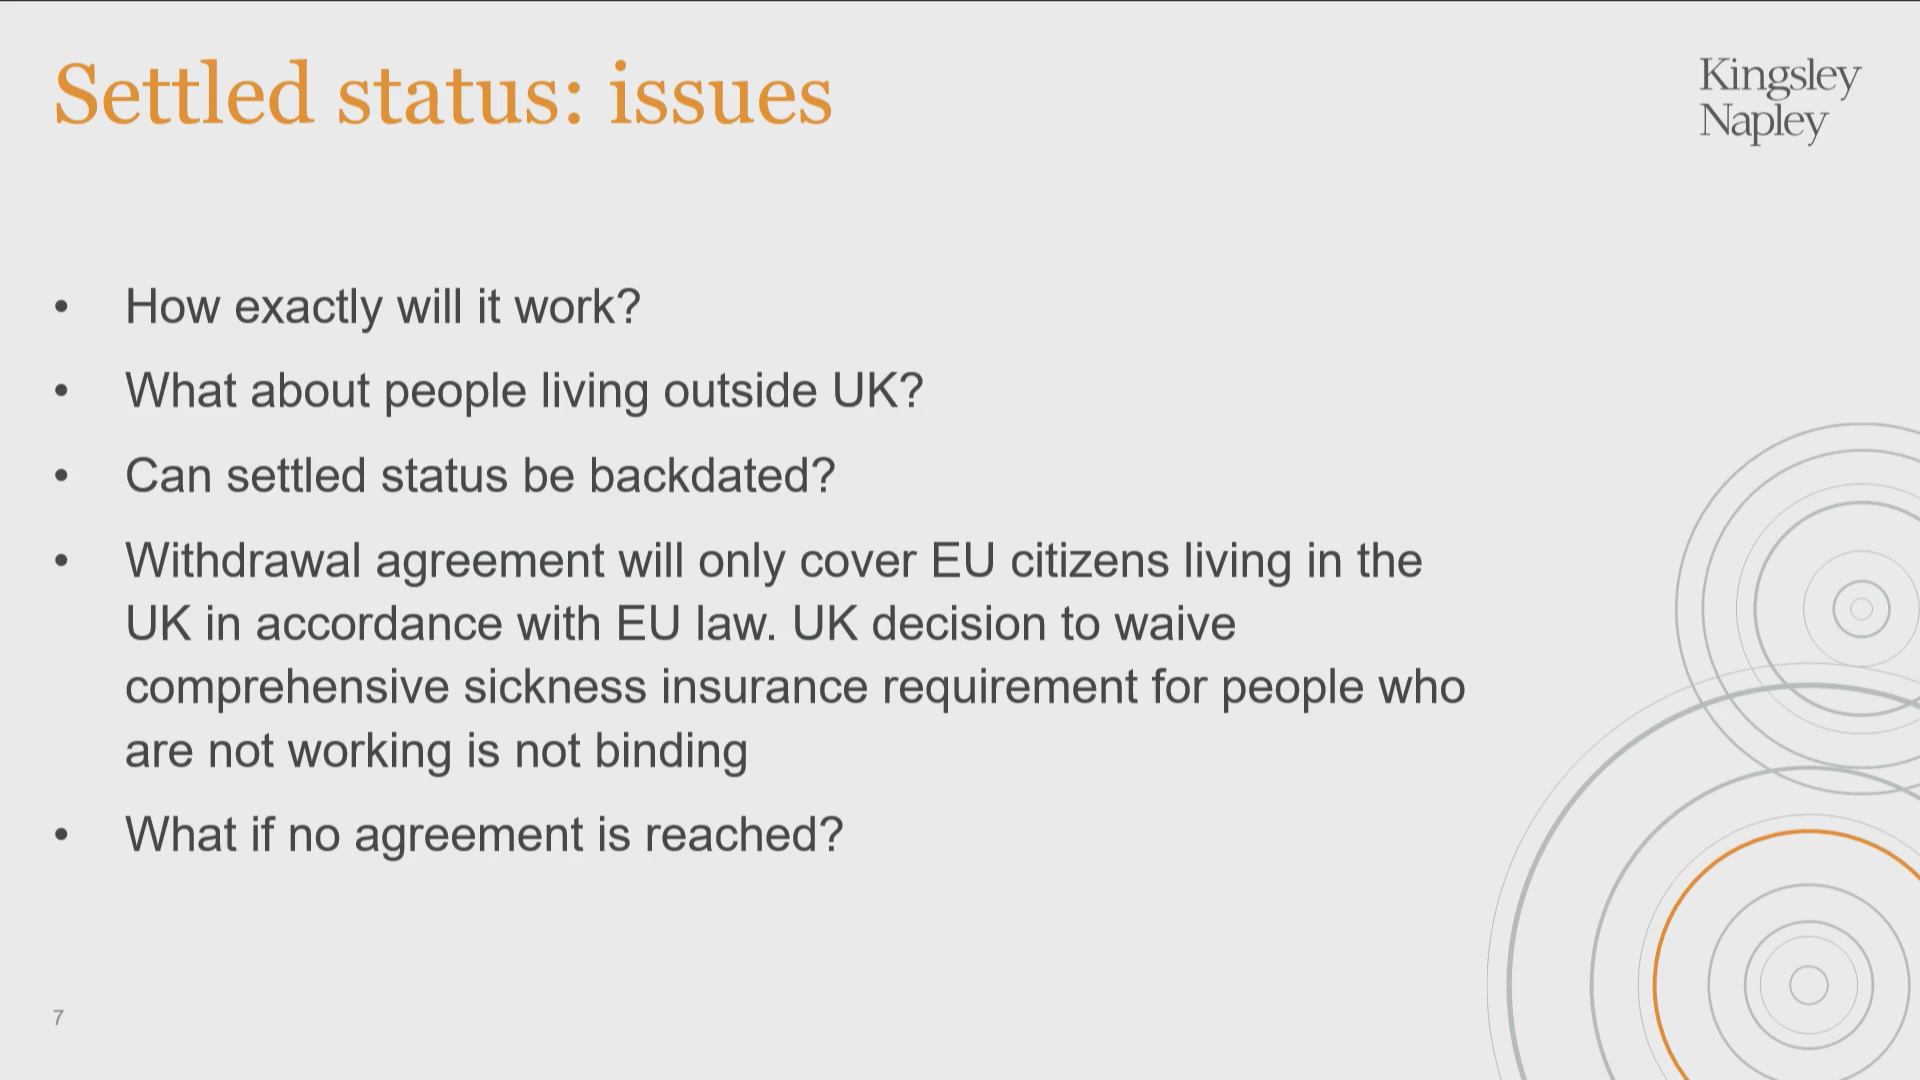 Settled status: issues
Kingsley
Napley
• How exactly will it work?
• What about people living outside UK?
• Can settled status be backdated?
• Withdrawal agreement will only cover EU citizens living in the
UK in accordance with EU law. UK decision to waive
comprehensive sickness insurance requirement for people who
are not working is not binding
• What if no agreement is reached?
7